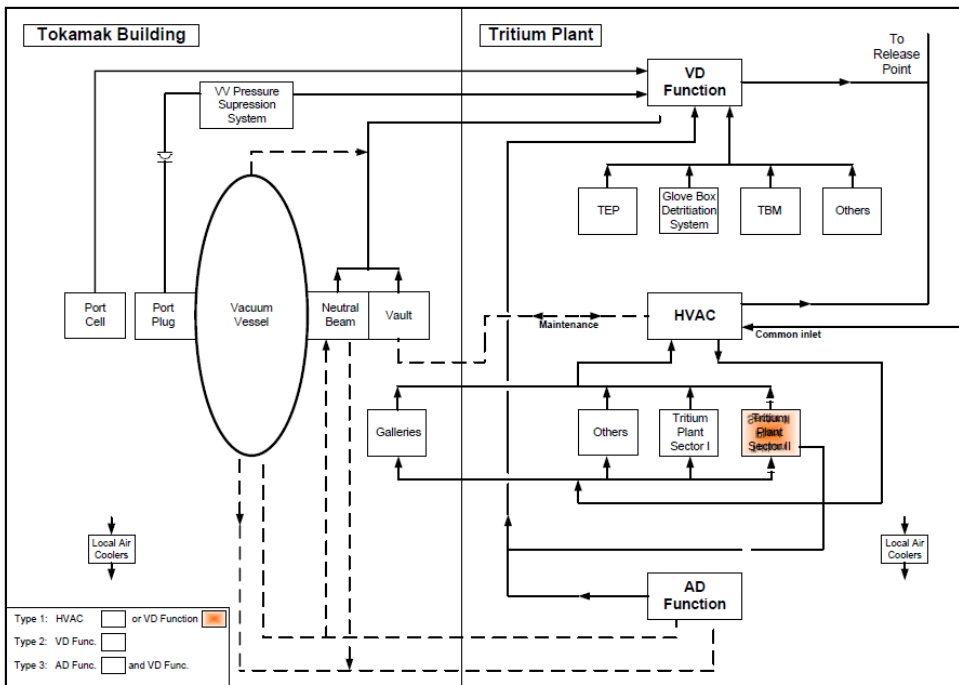 Tokamak Building
Tritium Plant
To
Release
Point
VD
Function
VV Pressure
Supression
System
TEP
Glove Box
Detritiation
System
TBM
Others
Port
Cell
Port
Plug
Vacuum
Vessel
Neutral
Beam
Vault
Maintenance
HVAC
Common inlet
Galleries
Others
Tritium
Plant
Sector I
Tritium
Plant
Sector II
Local Air
Coolers
Local Air
Coolers
AD
Function
Type 1: HVAC or VD Function
Type 2: VD Func.
Type 3: AD Func. and VD Func.